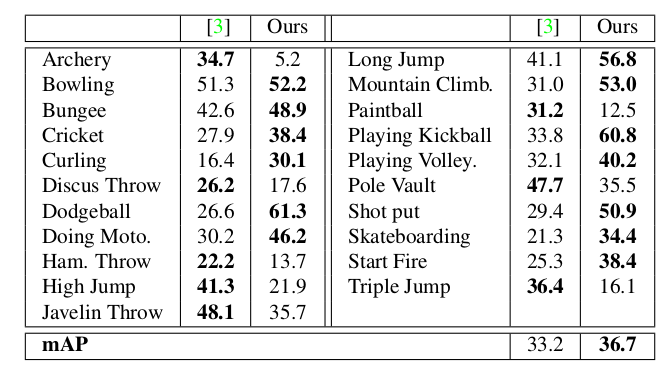 [3] Ours [3] Ours
Archery 34.7 5.2 Long Jump 41.1 56.8
Bowling 51.3 52.2 Mountain Climb. 31.0 53.0
Bungee 42.6 48.9 Paintball 31.2 12.5
Cricket 27.9 38.4 Playing Kickball 33.8 60.8
Curling 16.4 30.1 Playing Volley. 32.1 40.2
Discus Throw 26.2 17.6 Pole Vault 47.7 35.5
Dodgeball 26.6 61.3 Shot put 29.4 50.9
Doing Moto. 30.2 46.2 Skateboarding 21.3 34.4
Ham. Throw 22.2 13.7 Start Fire 25.3 38.4
High Jump 41.3 21.9 Triple Jump 36.4 16.1
Javelin Throw 48.1 35.7
mAP 33.2 36.7